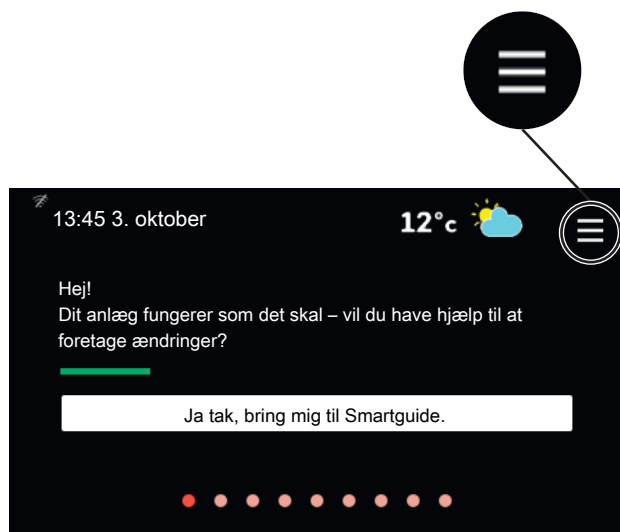 13:45 3. oktober
12°c
Hej!
Dit anlæg fungerer som det skal – vil du have hjælp til at
foretage ændringer?
Ja tak, bring mig til Smartguide.